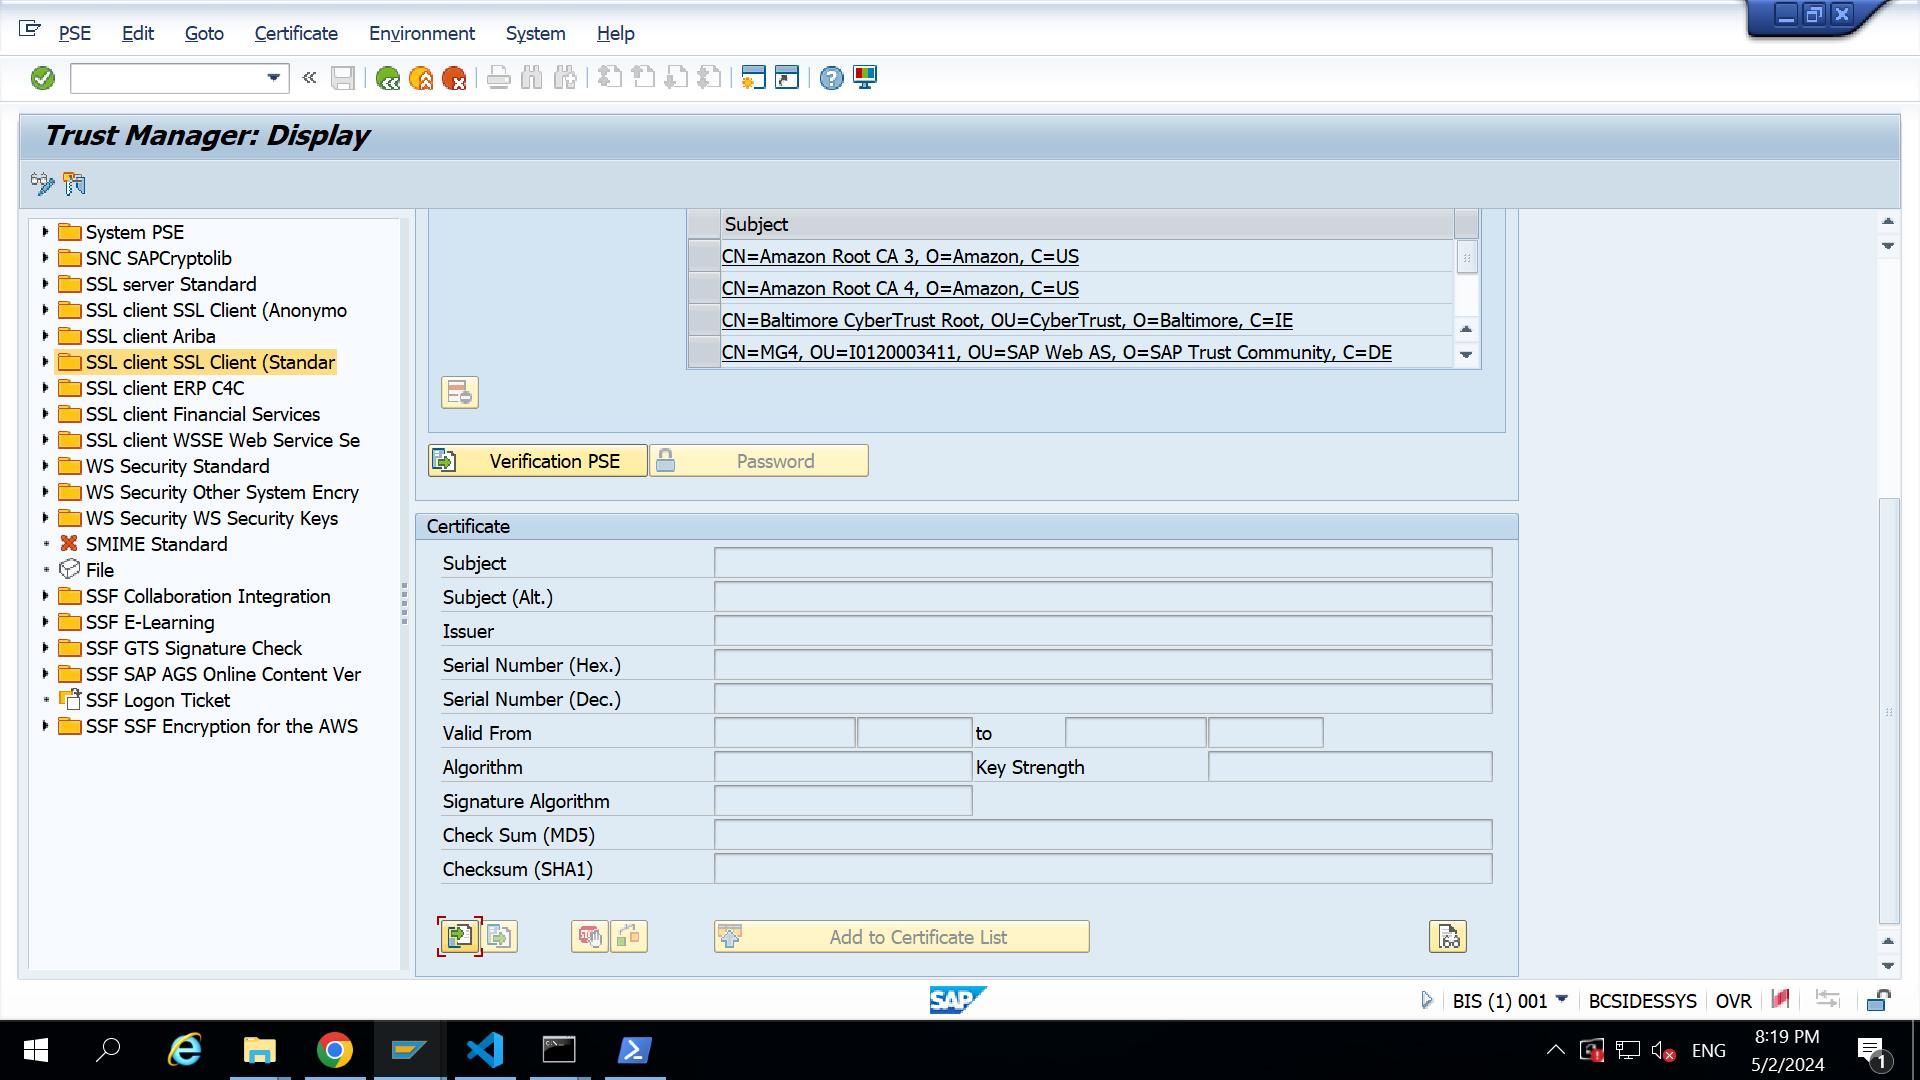 PSE Edit Goto Certificate Environment System Help
Trust Manager: Display
System PSE
SNC SAPCryptolib
SSL server Standard
SSL client SSL Client (Anonymo
SSL client Ariba
SSL client SSL Client (Standar
SSL client ERP C4C
SSL client Financial Services
SSL client WSSE Web Service Se
WS Security Standard
WS Security Other System Encry
WS Security WS Security Keys
SMIME Standard
File
SSF Collaboration Integration
SSF E-Learning
SSF GTS Signature Check
SSF SAP AGS Online Content Ver
SSF Logon Ticket
SSF SSF Encryption for the AWS
Subject
CN=Amazon Root CA 3, O=Amazon, C=US
CN=Amazon Root CA 4, O=Amazon, C=US
CN=Baltimore CyberTrust Root, OU=CyberTrust, O=Baltimore, C=IE
CN=MG4, OU=I0120003411, OU=SAP Web AS, O=SAP Trust Community, C=DE
Verification PSE Password
Certificate
Subject
Subject (Alt.)
Issuer
Serial Number (Hex.)
Serial Number (Dec.)
Valid From to
Algorithm Key Strength
Signature Algorithm
Check Sum (MD5)
Checksum (SHA1)
Add to Certificate List
SAP BIS (1) 001 BCSIDESSYS OVR
ENG
8:19 PM
5/2/2024
1